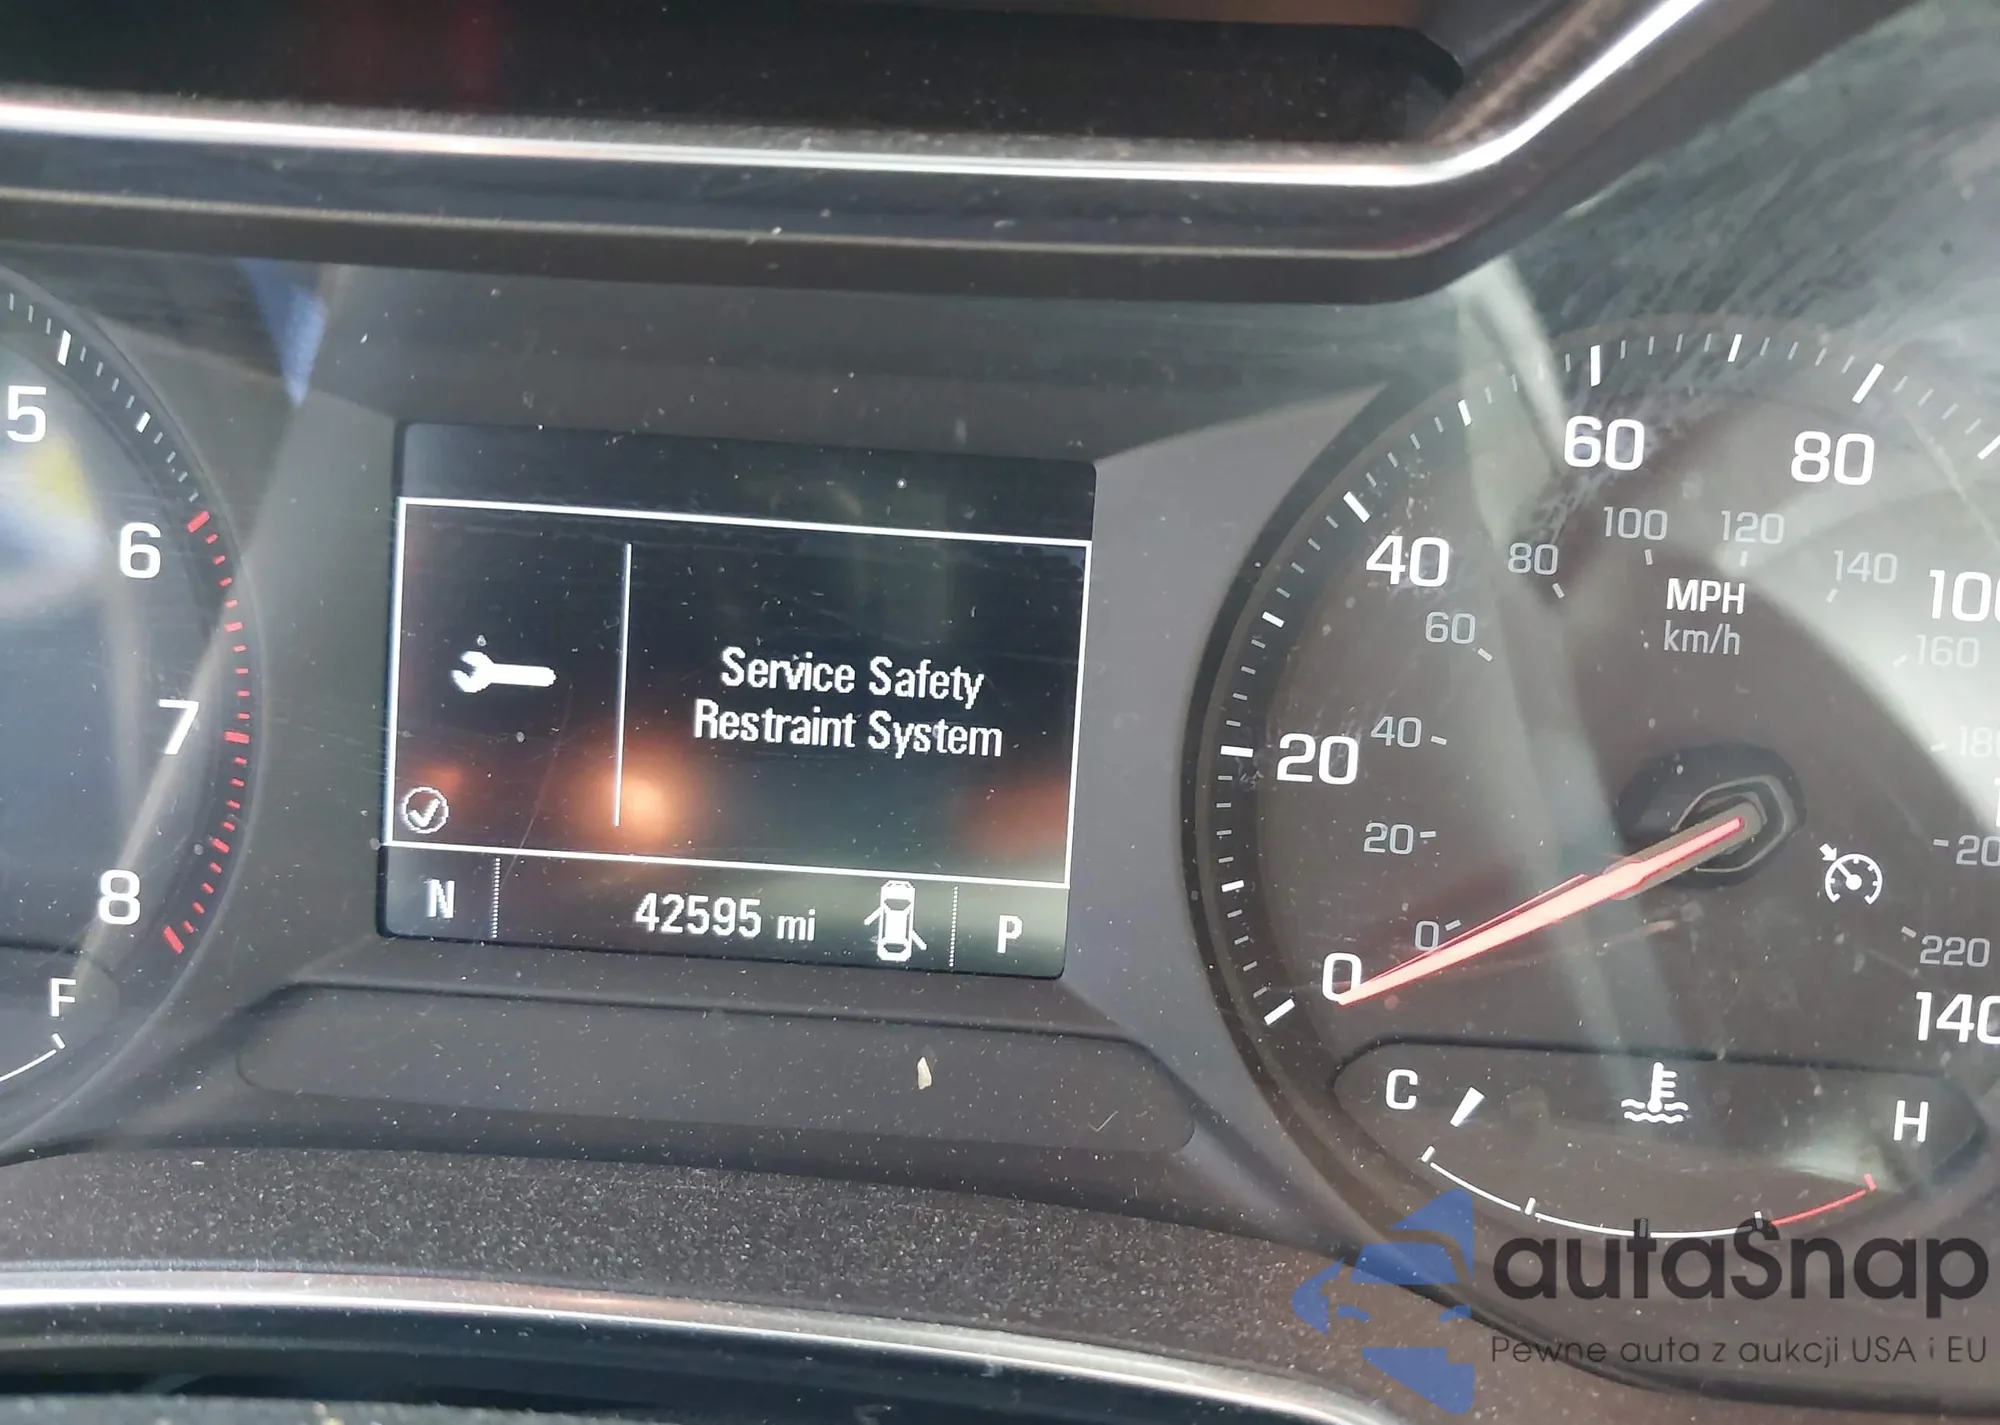 5
6
7
8
F
Service Safety
Restraint System
N
42595 mi
P
0
20
40
60
80
100
140
0
20
40
60
80
100
120
140
160
220
MPH
km/h
C
H
autaSnap
Pewne auta z aukcji USA i EU